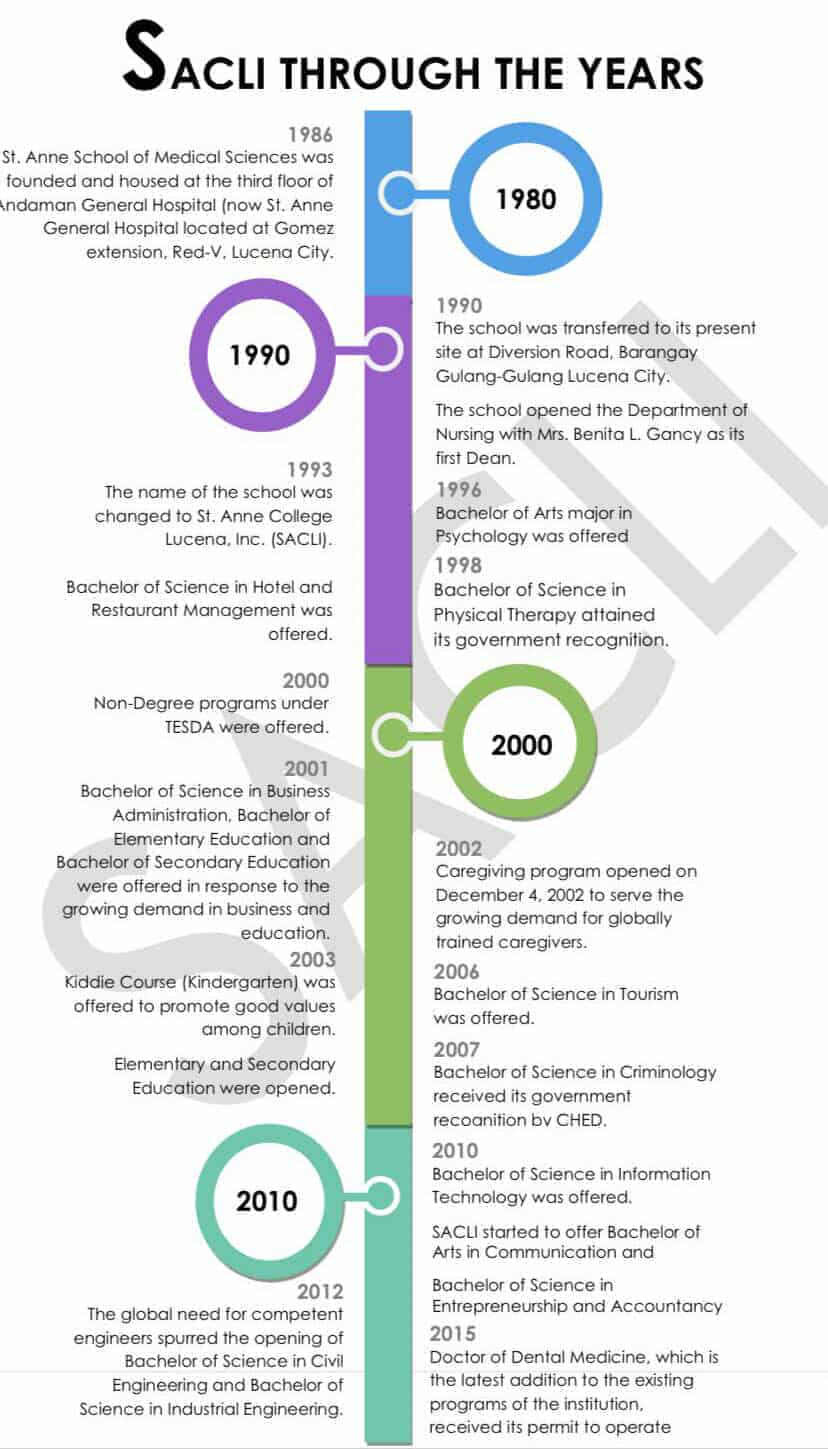 SACLI THROUGH THE YEARS
1986
St. Anne School of Medical Sciences was
founded and housed at the third floor of
Andaman General Hospital (now St. Anne
General Hospital located at Gomez
extension, Red-V, Lucena City.
1980
1990
1990
The school was transferred to its present
site at Diversion Road, Barangay
Gulang-Gulang Lucena City.
The school opened the Department of
Nursing with Mrs. Benita L. Gancy as its
first Dean.
1993
The name of the school was
changed to St. Anne College
Lucena, Inc. (SACLI).
Bachelor of Science in Hotel and
Restaurant Management was
offered.
1996
Bachelor of Arts major in
Psychology was offered
1998
Bachelor of Science in
Physical Therapy attained
its government recognition.
2000
Non-Degree programs under
TESDA were offered.
2000
2001
Bachelor of Science in Business
Administration, Bachelor of
Elementary Education and
Bachelor of Secondary Education
were offered in response to the
growing demand in business and
education.
2002
Caregiving program opened on
December 4, 2002 to serve the
growing demand for globally
trained caregivers.
2003
Kiddie Course (Kindergarten) was
offered to promote good values
among children.
Elementary and Secondary
Education were opened.
2006
Bachelor of Science in Tourism
was offered.
2007
Bachelor of Science in Criminology
received its government
recognition by CHED.
2010
2010
Bachelor of Science in Information
Technology was offered.
SACLI started to offer Bachelor of
Arts in Communication and
Bachelor of Science in
Entrepreneurship and Accountancy
2012
The global need for competent
engineers spurred the opening of
Bachelor of Science in Civil
Engineering and Bachelor of
Science in Industrial Engineering.
2015
Doctor of Dental Medicine, which is
the latest addition to the existing
programs of the institution,
received its permit to operate
SACLI